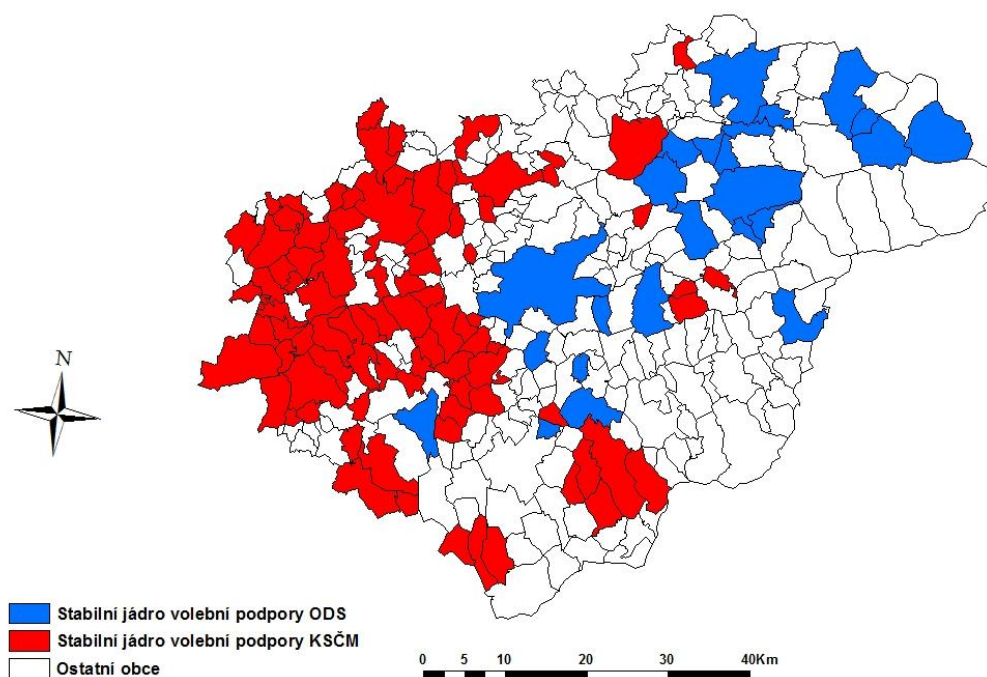 N
Stabilní jádro volební podpory ODS
Stabilní jádro volební podpory KSČM
Ostatní obce
0 5 10 20 30 40Km